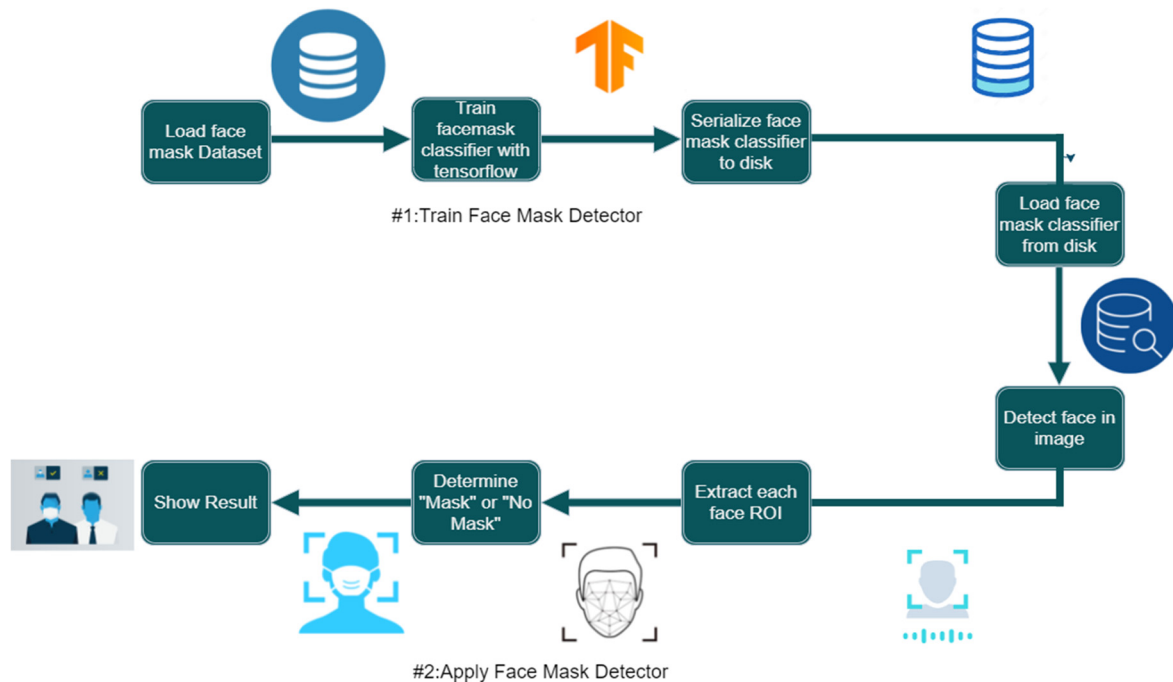 Load face
mask Dataset
Train
facemask
classifier with
tensorflow
Serialize face
mask classifier
to disk
#1:Train Face Mask Detector
Load face
mask classifier
from disk
Detect face in
image
Extract each
face ROI
Determine
"Mask" or "No
Mask"
Show Result
#2:Apply Face Mask Detector